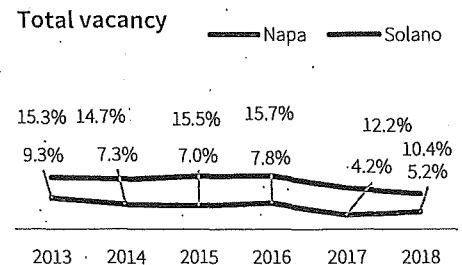 Total vacancy
Napa Solano
15.3% 14.7% 15.5% 15.7% 12.2% 10.4%
9.3% 7.3% 7.0% 7.8% 4.2% 5.2%
2013 2014 2015 2016 2017 2018